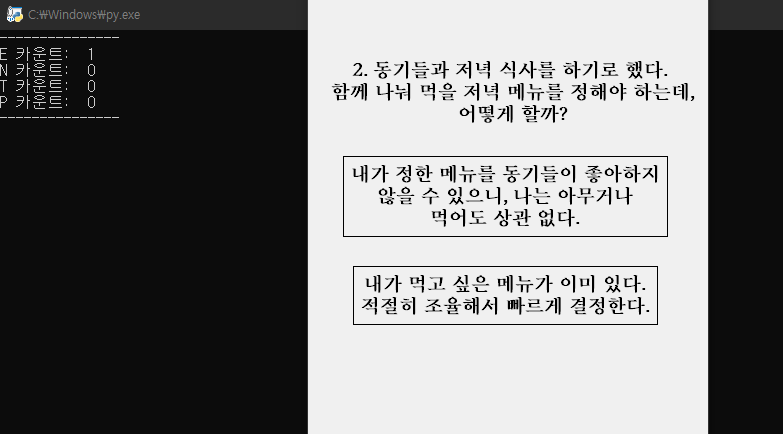 C:\Windows\py.exe
---------------
E 카운트: 1
N 카운트: 0
T 카운트: 0
P 카운트: 0
---------------
2. 동기들과 저녁 식사를 하기로 했다.
함께 나눠 먹을 저녁 메뉴를 정해야 하는데,
어떻게 할까?
내가 정한 메뉴를 동기들이 좋아하지
않을 수 있으니, 나는 아무거나
먹어도 상관 없다.
내가 먹고 싶은 메뉴가 이미 있다.
적절히 조율해서 빠르게 결정한다.